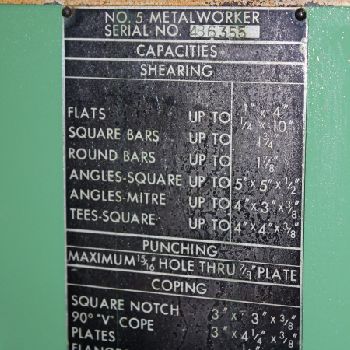 NO. 5 METALWORKER
SERIAL NO. 436355
CAPACITIES
SHEARING
1" x 4"
FLATS UP TO 1/2 x 10"
SQUARE BARS UP TO 1 1/4"
ROUND BARS UP TO 1 1/8"
ANGLES-SQUARE UP TO 5" x 5" x 1/2"
ANGLES-MITRE UP TO 4" x 3" x 3/8"
TEES-SQUARE UP TO 4" x 4" x 3/8"
PUNCHING
MAXIMUM 15/16" HOLE THRU PLATE
COPING
SQUARE NOTCH 3" x 3" x 3/8"
90° "V" COPE
PLATES 3" x 4 1/4" x 3/8"